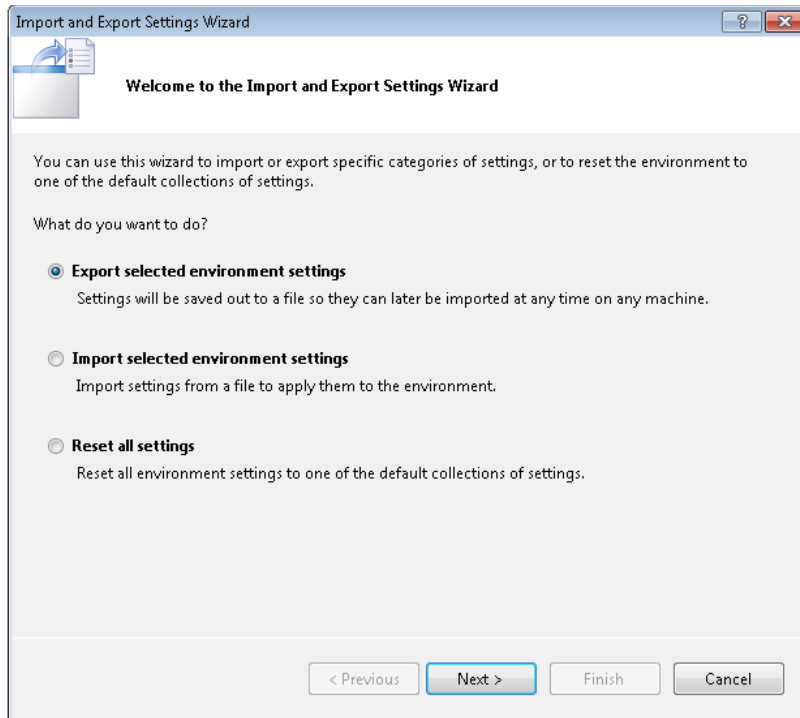 Import and Export Settings Wizard
?
Welcome to the Import and Export Settings Wizard
You can use this wizard to import or export specific categories of settings, or to reset the environment to
one of the default collections of settings.
What do you want to do?
Export selected environment settings
Settings will be saved out to a file so they can later be imported at any time on any machine.
Import selected environment settings
Import settings from a file to apply them to the environment.
Reset all settings
Reset all environment settings to one of the default collections of settings.
< Previous Next > Finish Cancel